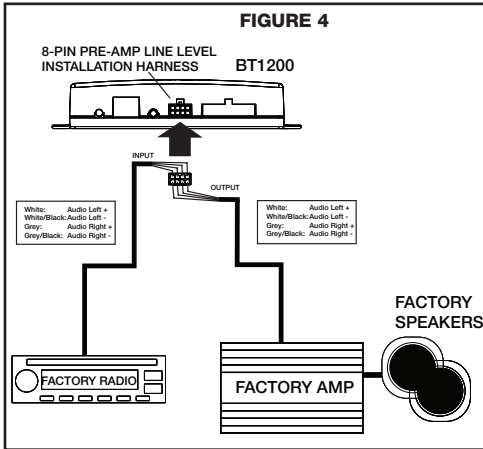 FIGURE 4
8-PIN PRE-AMP LINE LEVEL
INSTALLATION HARNESS
BT1200
INPUT
OUTPUT
White: Audio Left +
White/Black: Audio Left -
Grey: Audio Right +
Grey/Black: Audio Right -
White: Audio Left +
White/Black: Audio Left -
Grey: Audio Right +
Grey/Black: Audio Right -
FACTORY
SPEAKERS
FACTORY RADIO
FACTORY AMP